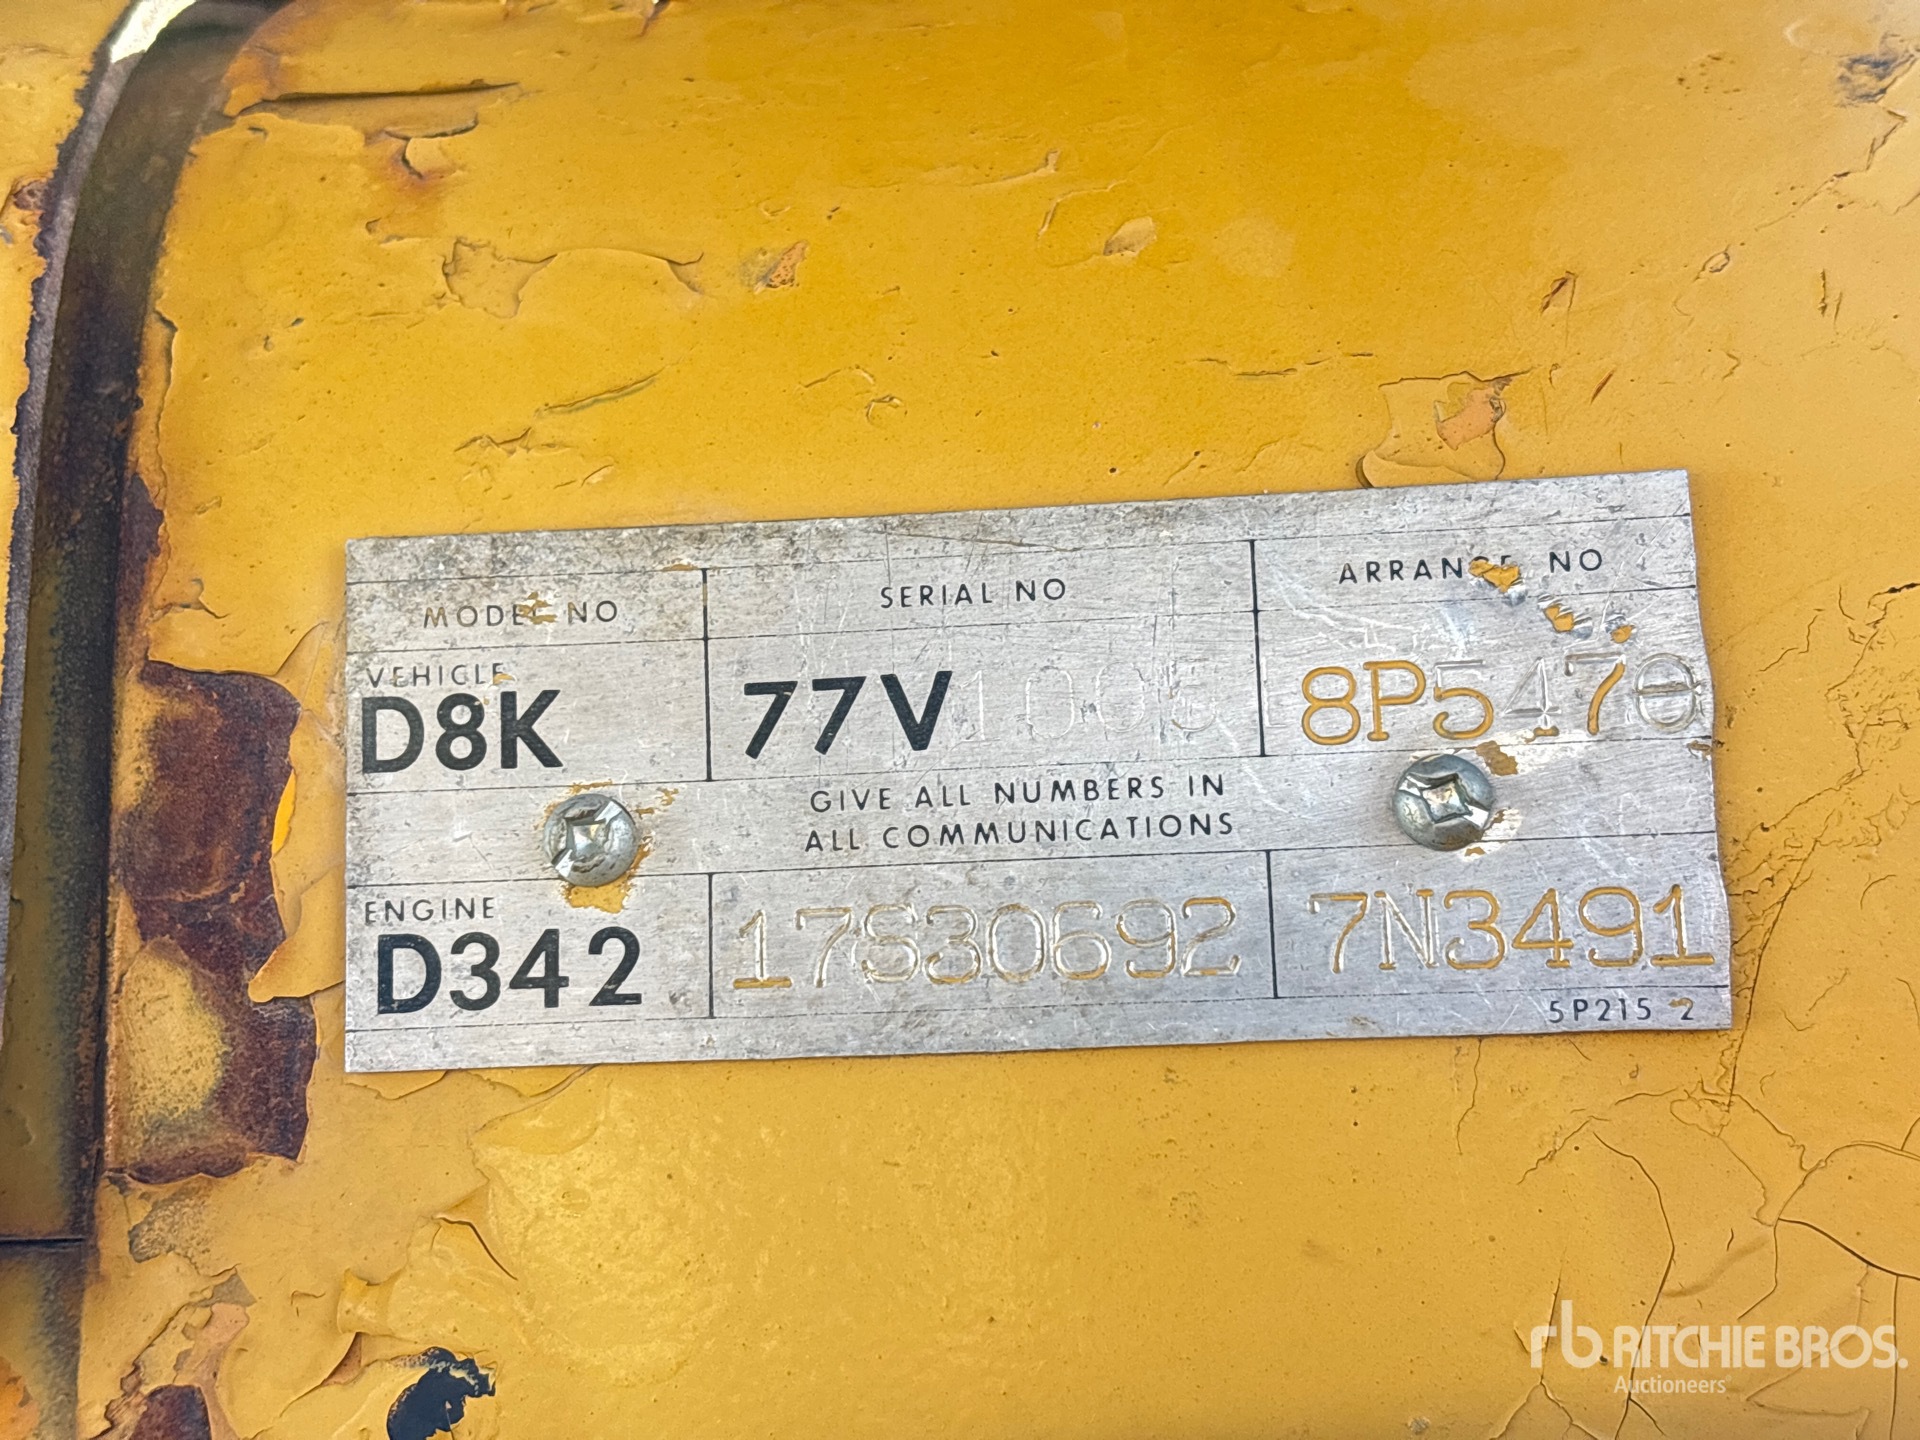 MODEL NO SERIAL NO ARRANGE NO
VEHICLE
D8K 77V 8P5470
GIVE ALL NUMBERS IN
ALL COMMUNICATIONS
ENGINE
D342 17S30692 7N3491
5P215 2
RITCHIE BROS.
Auctioneers